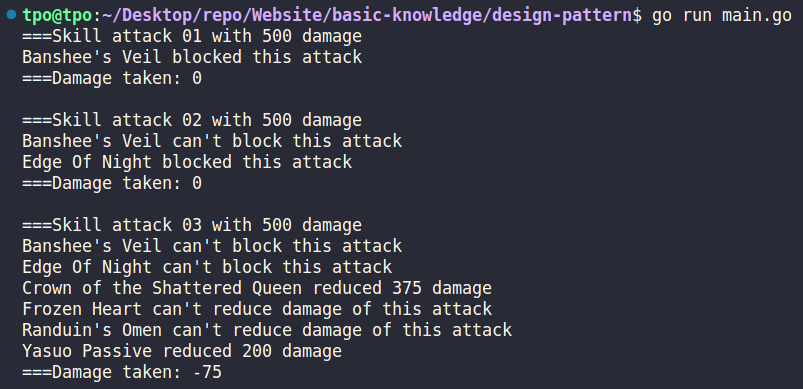 tpo@tpo:~/Desktop/repo/Website/basic-knowledge/design-pattern$ go run main.go
===Skill attack 01 with 500 damage
Banshee's Veil blocked this attack
===Damage taken: 0

===Skill attack 02 with 500 damage
Banshee's Veil can't block this attack
Edge Of Night blocked this attack
===Damage taken: 0

===Skill attack 03 with 500 damage
Banshee's Veil can't block this attack
Edge Of Night can't block this attack
Crown of the Shattered Queen reduced 375 damage
Frozen Heart can't reduce damage of this attack
Randuin's Omen can't reduce damage of this attack
Yasuo Passive reduced 200 damage
===Damage taken: -75